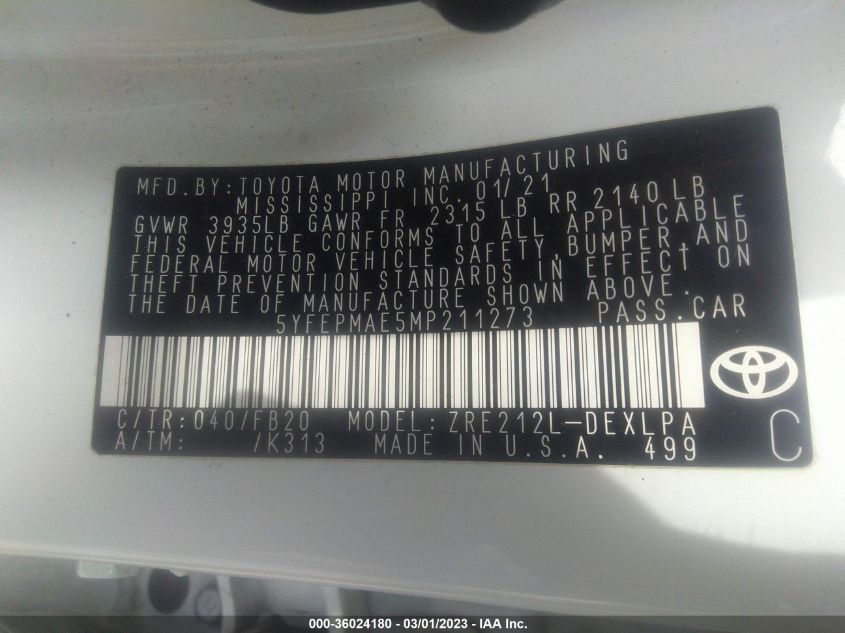 MFD.BY:TOYOTA MOTOR MANUFACTURING
MISSISSIPPI INC. 01/21
GVWR 3935LB GAWR FR 2315 LB RR 2140 LB
THIS VEHICLE CONFORMS TO ALL APPLICABLE
FEDERAL MOTOR VEHICLE SAFETY,BUMPER,AND
THEFT PREVENTION STANDARDS IN EFFECT ON
THE DATE OF MANUFACTURE SHOWN ABOVE.
5YFEPMAE5MP211273 PASS.CAR
C/TR:040/FB20 MODEL:ZRE212L-DEXLPA
A/TM: /K313 MADE IN U.S.A. 499
C
000-36024180 - 03/01/2023 - IAA Inc.